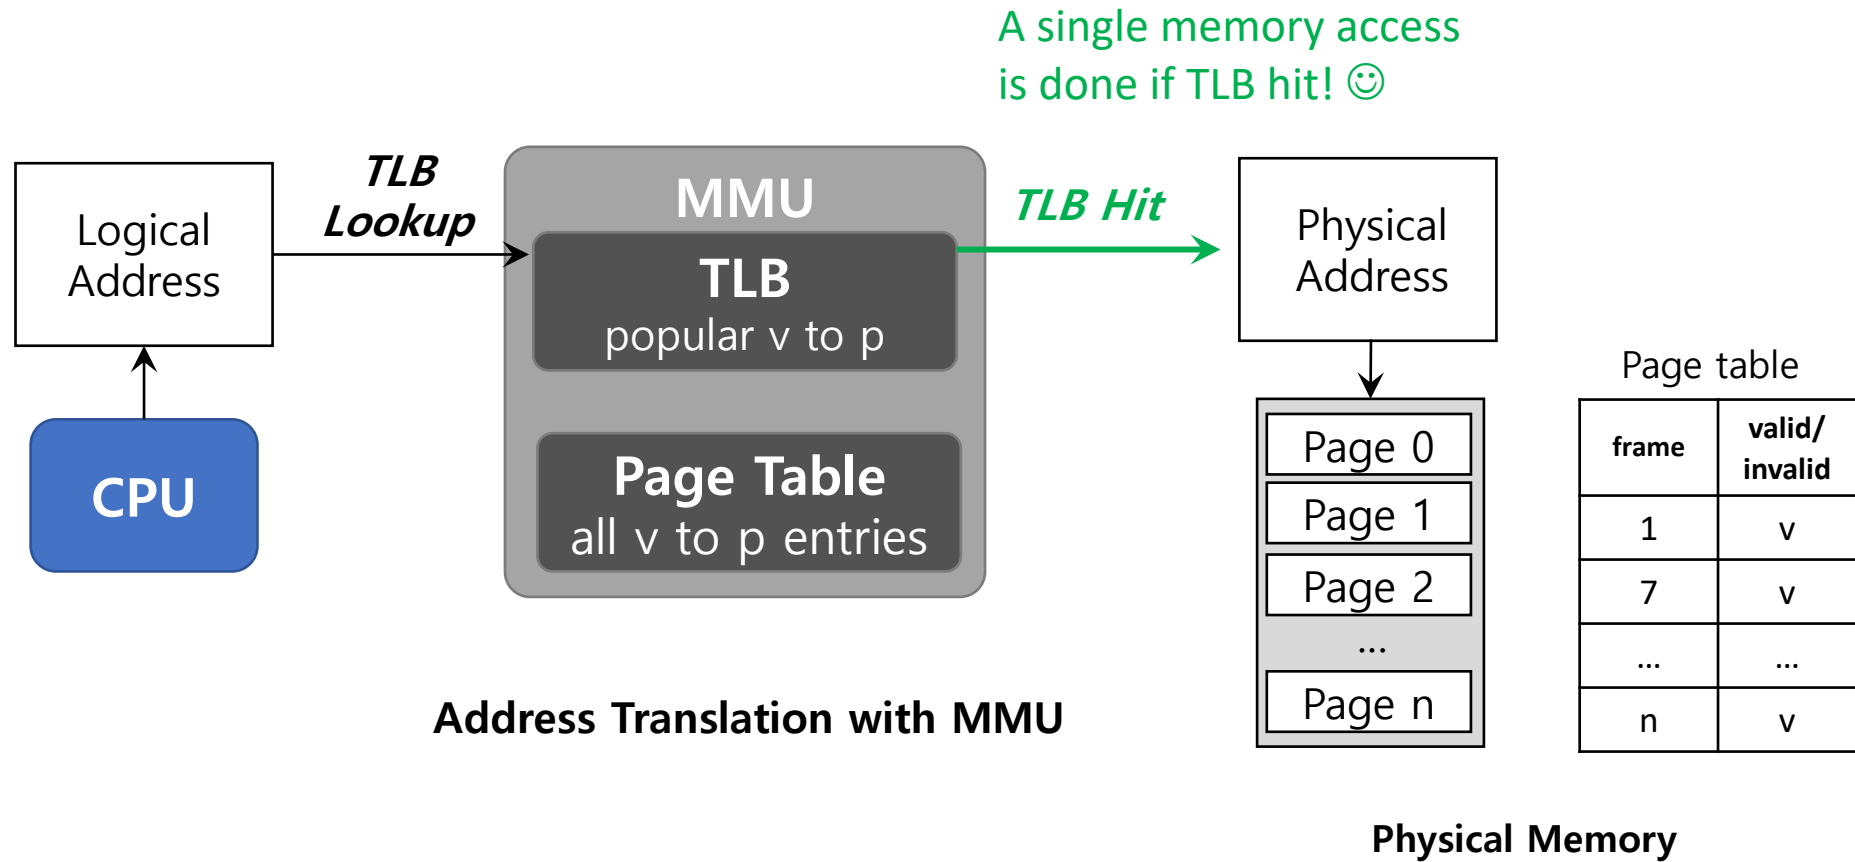 A single memory access
is done if TLB hit! ☺
TLB
Lookup
Logical
Address
CPU
MMU
TLB
popular v to p
Page Table
all v to p entries
TLB Hit
Physical
Address
Page 0
Page 1
Page 2
...
Page n
Page table
frame
valid/
invalid
1 v
7 v
... ...
n v
Address Translation with MMU
Physical Memory